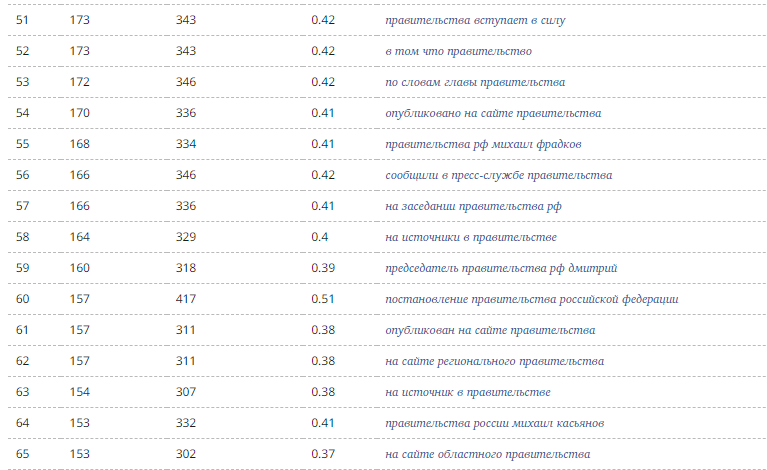 51 173 343 0.42 правительства вступает в силу
52 173 343 0.42 в том что правительство
53 172 346 0.42 по словам главы правительства
54 170 336 0.41 опубликовано на сайте правительства
55 168 334 0.41 правительства рф михаил фрадков
56 166 346 0.42 сообщили в пресс-службе правительства
57 166 336 0.41 на заседании правительства рф
58 164 329 0.4 на источники в правительстве
59 160 318 0.39 председатель правительства рф дмитрий
60 157 417 0.51 постановление правительства российской федерации
61 157 311 0.38 опубликован на сайте правительства
62 157 311 0.38 на сайте регионального правительства
63 154 307 0.38 на источник в правительстве
64 153 332 0.41 правительства россии михаил касьянов
65 153 302 0.37 на сайте областного правительства